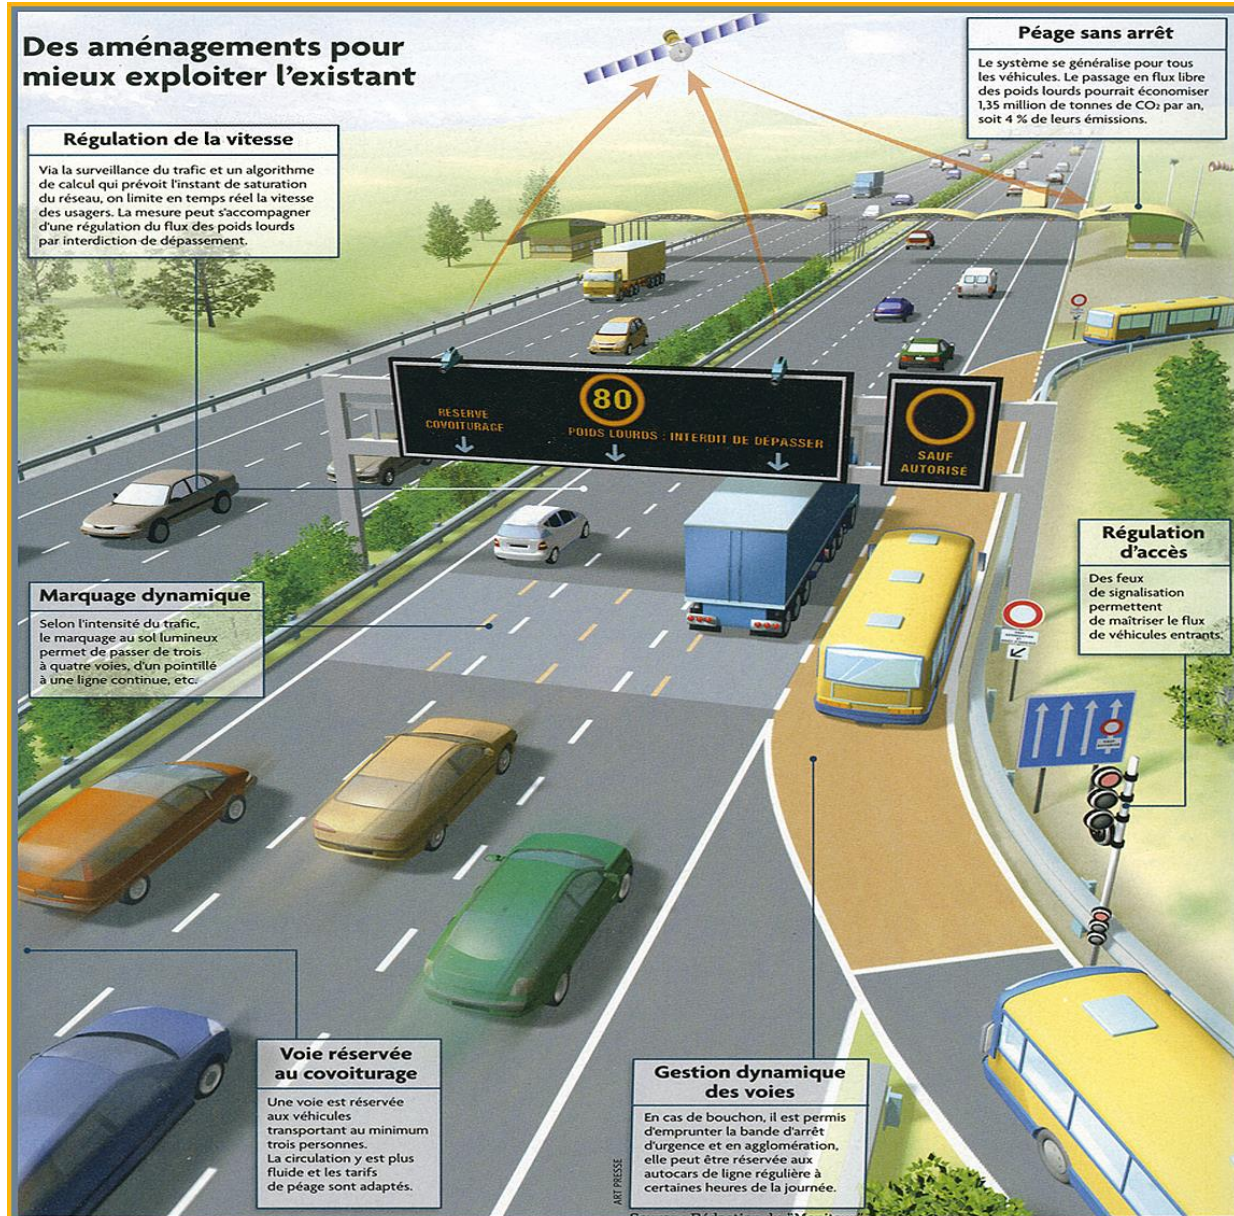 Des aménagements pour
mieux exploiter l'existant
Péage sans arrêt
Le système se généralise pour tous
les véhicules. Le passage en flux libre
des poids lourds pourrait économiser
1,35 million de tonnes de CO₂ par an,
soit 4 % de leurs émissions.
Régulation de la vitesse
Via la surveillance du trafic et un algorithme
de calcul qui prévoit l'instant de saturation
du réseau, on limite en temps réel la vitesse
des usagers. La mesure peut s'accompagner
d'une régulation du flux des poids lourds
par interdiction de dépassement.
RÉSERVÉ
COVOITURAGE
80
POIDS LOURDS : INTERDIT DE DÉPASSER
SAUF
AUTORISÉ
Régulation
d'accès
Des feux
de signalisation
permettent
de maîtriser le flux
de véhicules entrants.
Marquage dynamique
Selon l'intensité du trafic,
le marquage au sol lumineux
permet de passer de trois
à quatre voies, d'un pointillé
à une ligne continue, etc.
Voie réservée
au covoiturage
Une voie est réservée
aux véhicules
transportant au minimum
trois personnes.
La circulation y est plus
fluide et les tarifs
de péage sont adaptés.
Gestion dynamique
des voies
En cas de bouchon, il est permis
d'emprunter la bande d'arrêt
d'urgence et en agglomération,
elle peut être réservée aux
autocars de ligne régulière à
certaines heures de la journée.
ART PRESSE